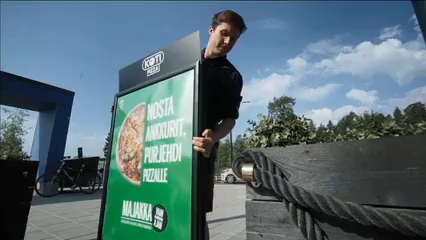 KOTI
PIZZA
NOSTA
ANKKURIT,
PURJEHDI
PIZZALLE
MAJAKKA